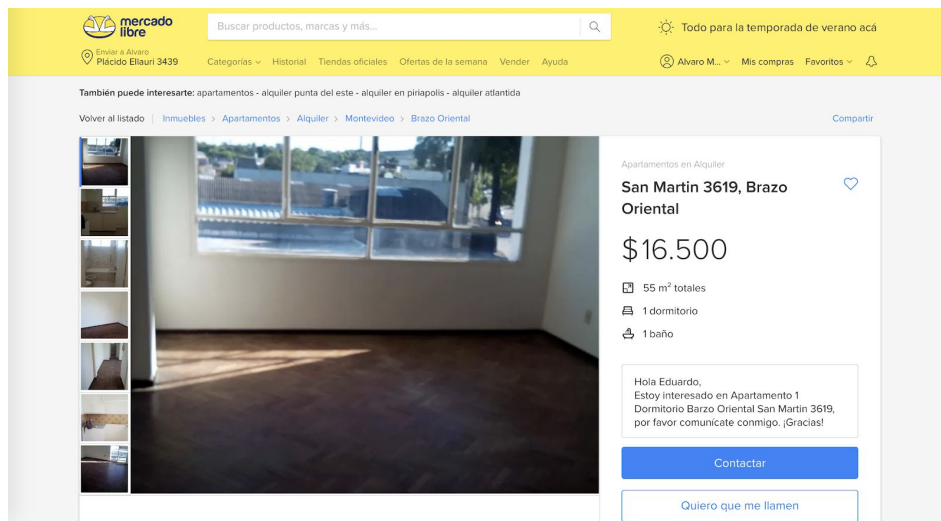 mercado
libre
Buscar productos, marcas y más...
Todo para la temporada de verano acá
Enviar a Alvaro
Plácido Ellauri 3439
Categorías Historial Tiendas oficiales Ofertas de la semana Vender Ayuda
Alvaro M... Mis compras Favoritos
También puede interesarte: apartamentos - alquiler punta del este - alquiler en piriapolis - alquiler atlantida
Volver al listado | Inmuebles > Apartamentos > Alquiler > Montevideo > Brazo Oriental
Compartir
Apartamentos en Alquiler
San Martin 3619, Brazo
Oriental
$16.500
55 m² totales
1 dormitorio
1 baño
Hola Eduardo,
Estoy interesado en Apartamento 1
Dormitorio Barzo Oriental San Martin 3619,
por favor comunícate conmigo. ¡Gracias!
Contactar
Quiero que me llamen